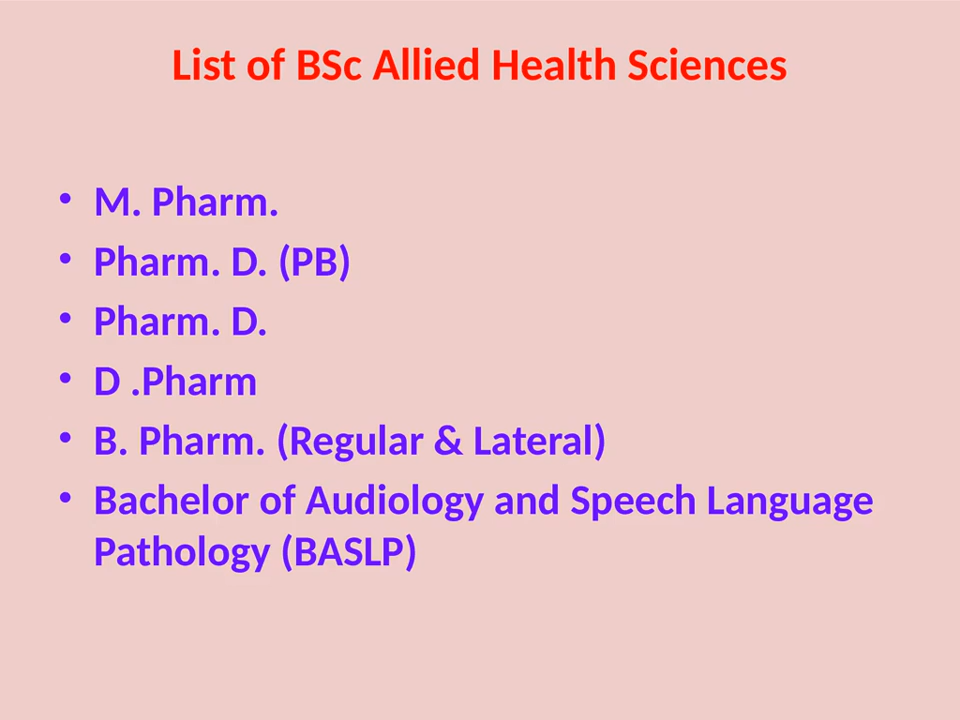 List of BSc Allied Health Sciences
• M. Pharm.
• Pharm. D. (PB)
• Pharm. D.
• D .Pharm
• B. Pharm. (Regular & Lateral)
• Bachelor of Audiology and Speech Language
Pathology (BASLP)